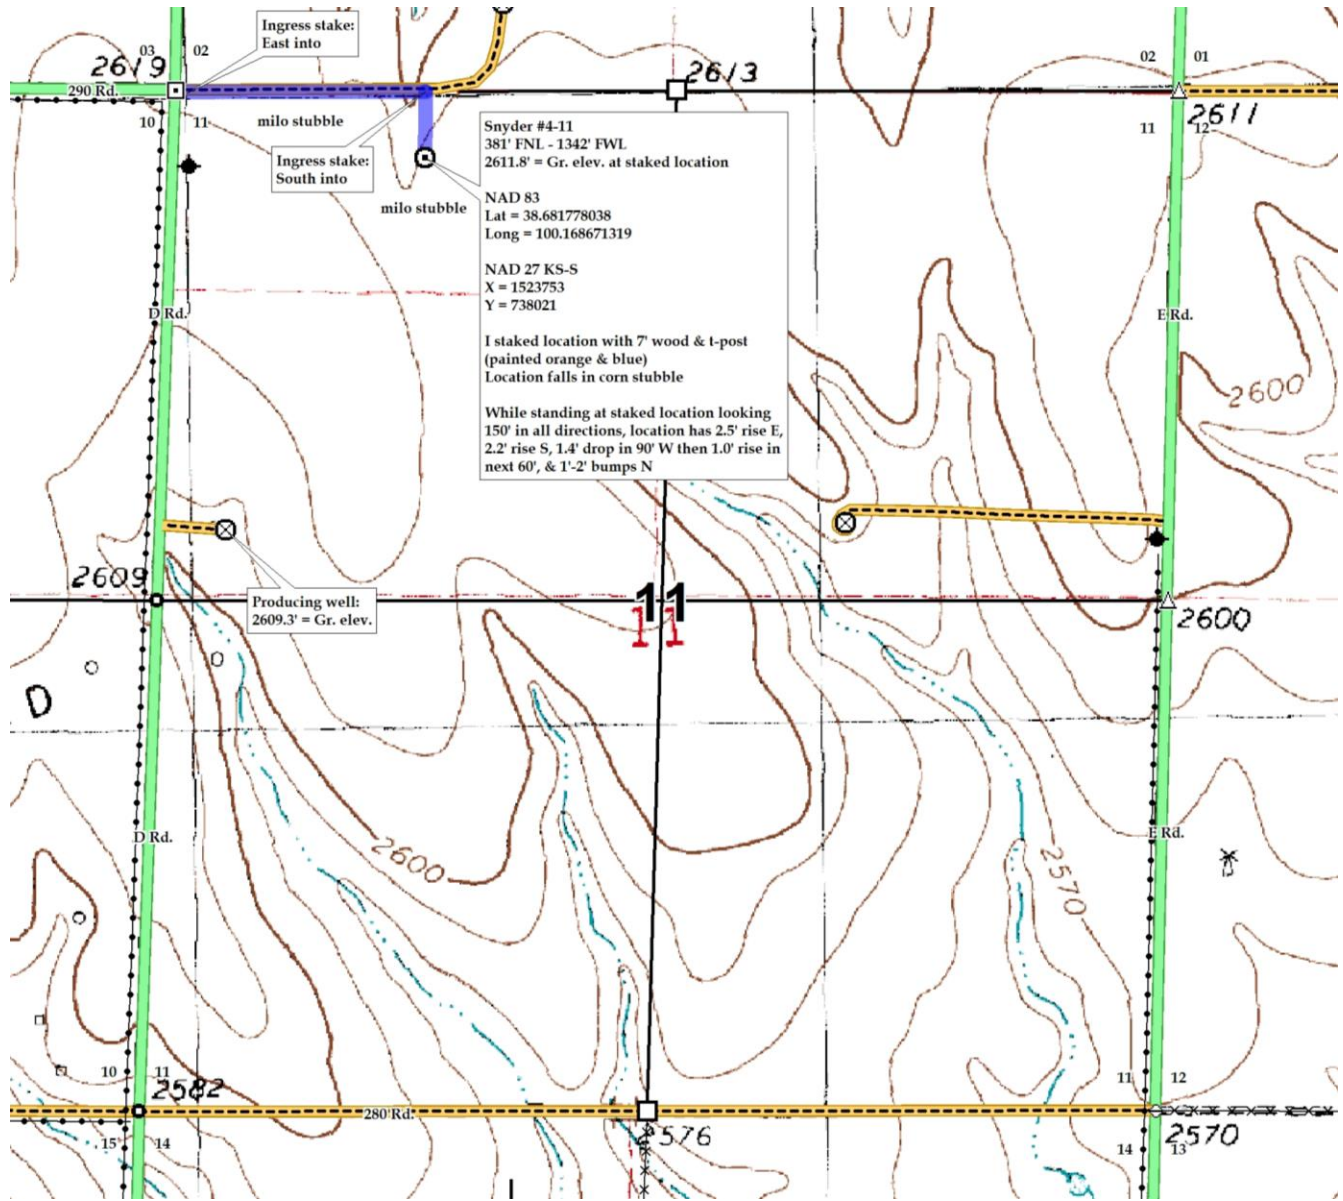 Ingress stake:
East into
03 02
02 01
2619
2613
290 Rd.
2611
10 11
milo stubble
11 12
Ingress stake:
South into
milo stubble
Snyder #4-11
381' FNL - 1342' FWL
2611.8' = Gr. elev. at staked location
NAD 83
Lat = 38.681778038
Long = 100.168671319
NAD 27 KS-S
X = 1523753
Y = 738021
I staked location with 7' wood & t-post
(painted orange & blue)
Location falls in corn stubble
While standing at staked location looking
150' in all directions, location has 2.5' rise E,
2.2' rise S, 1.4' drop in 90' W then 1.0' rise in
next 60', & 1'-2' bumps N
D Rd.
E Rd.
2600
2609
Producing well:
2609.3' = Gr. elev.
11
11
2600
D
D Rd.
E Rd.
2600
2570
10 11
11 12
2582
280 Rd.
2576
2570
15 14
14 13